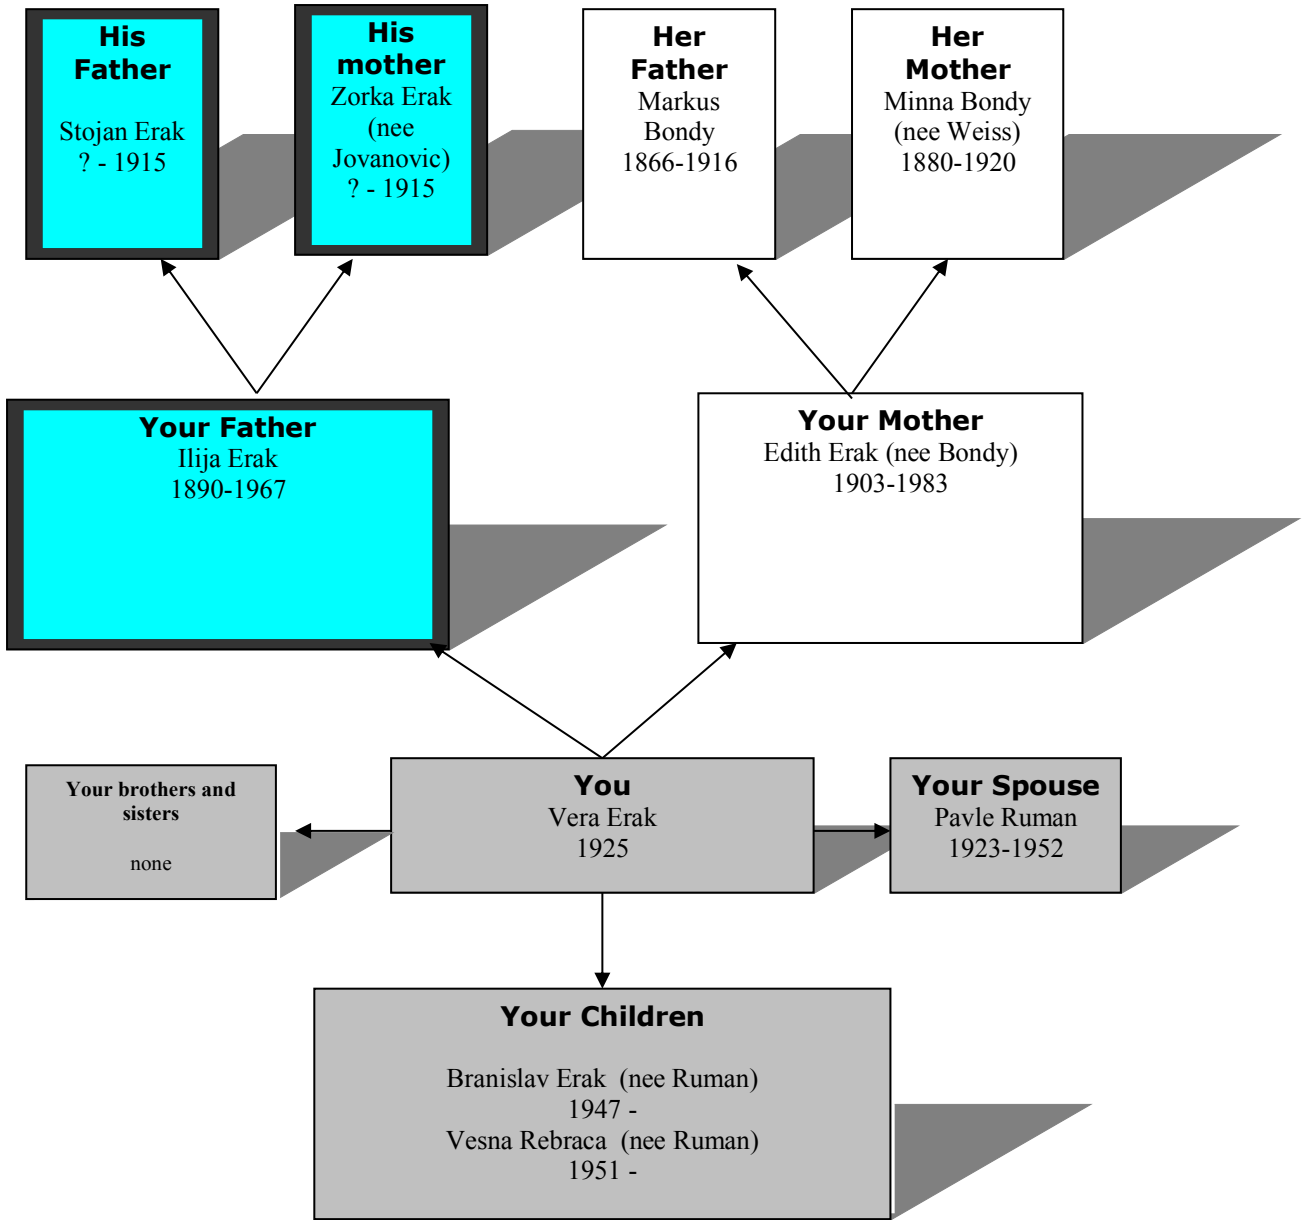 His
Father
Stojan Erak
? - 1915
His
mother
Zorka Erak
(nee
Jovanovic)
? - 1915
Her
Father
Markus
Bondy
1866-1916
Her
Mother
Minna Bondy
(nee Weiss)
1880-1920
Your Father
Ilija Erak
1890-1967
Your Mother
Edith Erak (nee Bondy)
1903-1983
Your brothers and
sisters
none
You
Vera Erak
1925
Your Spouse
Pavle Ruman
1923-1952
Your Children
Branislav Erak (nee Ruman)
1947 -
Vesna Rebraca (nee Ruman)
1951 -